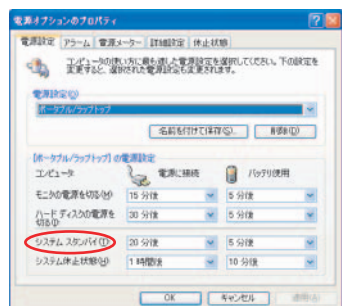 電源オプションのプロパティ
電源設定 アラーム 電源メーター 詳細設定 休止状態
コンピュータの使い方に最も適した電源設定を選択してください。下の設定を
変更すると、選択された電源設定も変更されます。
電源設定(C)
ポータブル/ラップトップ
名前を付けて保存(S)... 削除(D)
[ポータブル/ラップトップ] の電源設定
コンピュータ 電源に接続 バッテリ使用
モニタの電源を切る(M) 15 分後 5 分後
ハード ディスクの電源を 30 分後 5 分後
切る(I)
システム スタンバイ(T) 20 分後 5 分後
システム休止状態(H) 1 時間後 10 分後
OK キャンセル 適用(A)